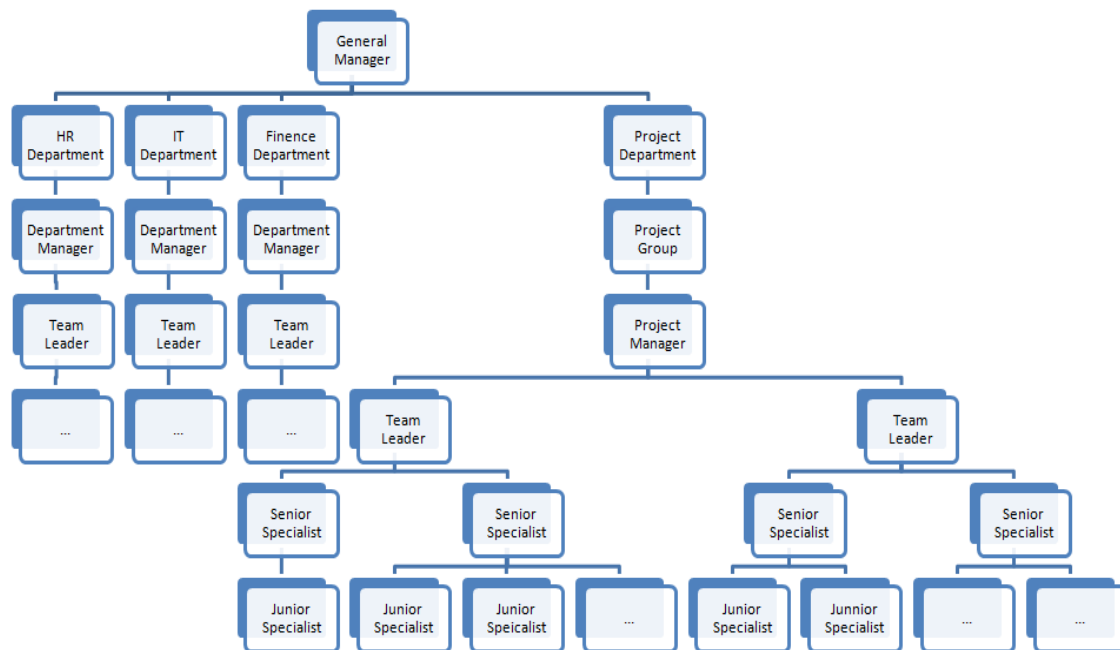 General
Manager
HR
Department
IT
Department
Finence
Department
Project
Department
Department
Manager
Department
Manager
Department
Manager
Project
Group
Team
Leader
Team
Leader
Team
Leader
Project
Manager
...
...
...
Team
Leader
Team
Leader
Senior
Specialist
Senior
Specialist
Senior
Specialist
Senior
Specialist
Junior
Specialist
Junior
Specialist
Junior
Speicalist
...
Junior
Specialist
Junnior
Specialist
...
...